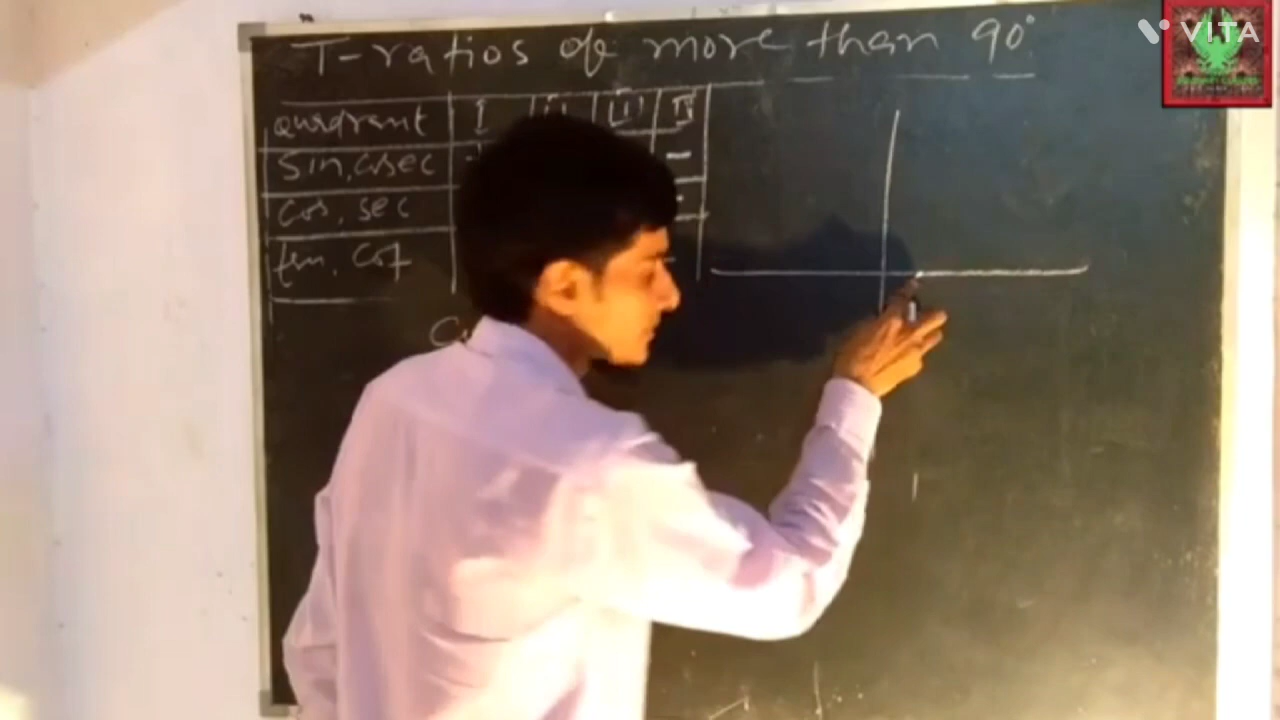 T-ratios of more than 90°
VITA
quadrant I II III IV
Sin, cosec + −
cos, sec
tan, cot